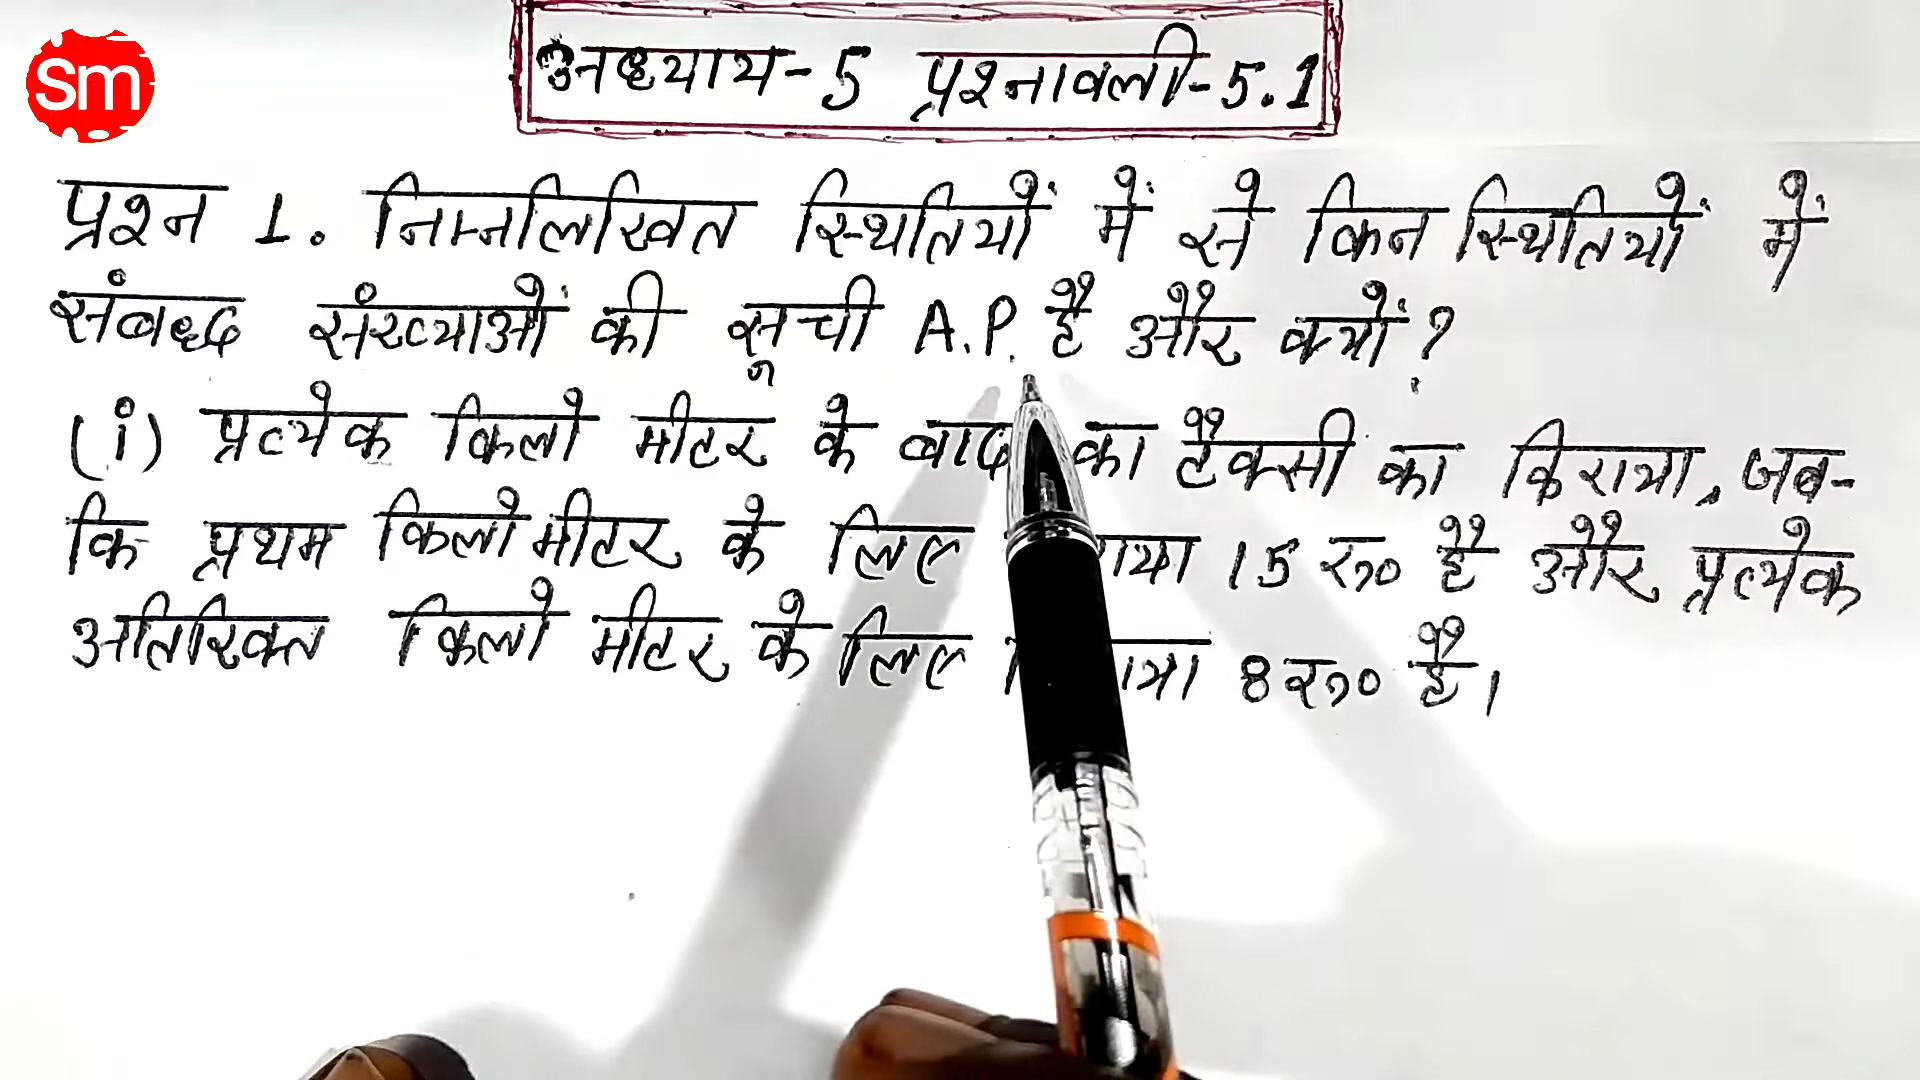 Sm
अध्याय-5 प्रश्नावली-5.1
प्रश्न 1. निम्नलिखित स्थितियों में से किन स्थितियों में
संबद्ध संख्याओं की सूची A.P. है और क्यों?
(i) प्रत्येक किलो मीटर के बाद का टैक्सी का किराया, जब-
कि प्रथम किलोमीटर के लिए 15 रु० है और प्रत्येक
अतिरिक्त किलो मीटर के लिए 8 रु० है।